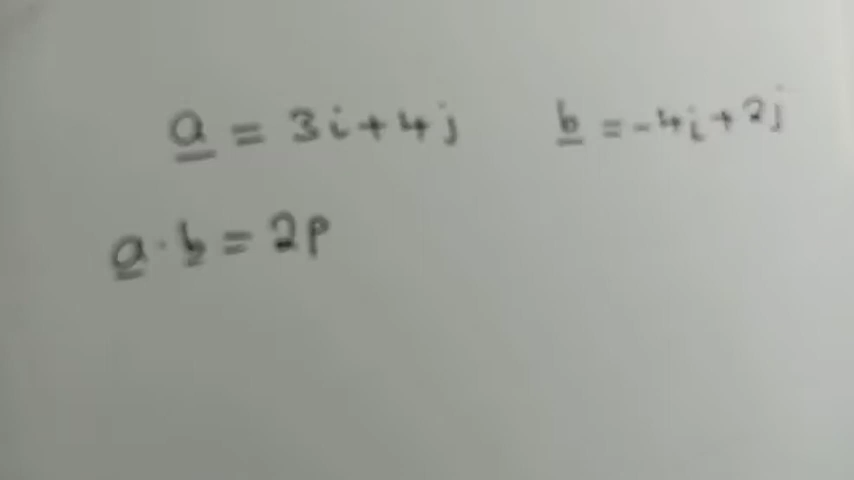 a = 3i+4j b = -4i+2j
a · b = 2p